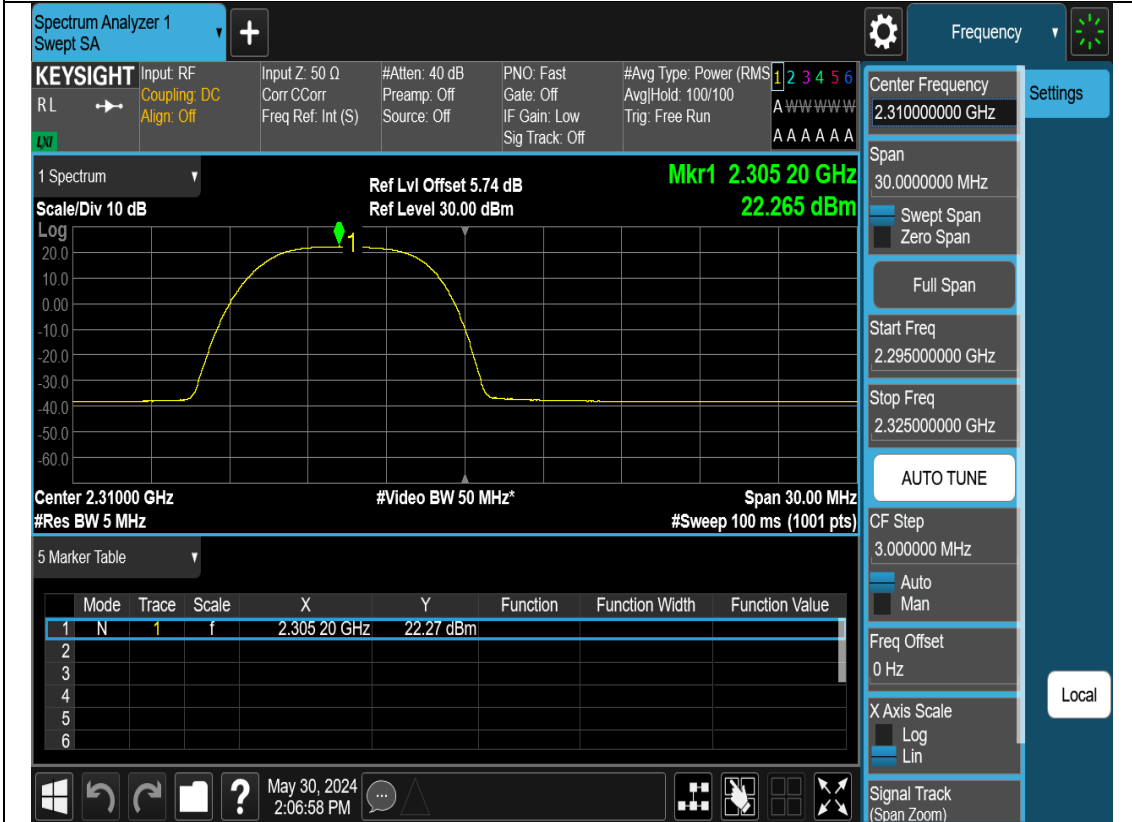 Spectrum Analyzer 1
Swept SA
+
Frequency
KEYSIGHT
RL
LXI
Input: RF
Coupling: DC
Align: Off
Input Z: 50 Ω
Corr CCorr
Freq Ref: Int (S)
#Atten: 40 dB
Preamp: Off
Source: Off
PNO: Fast
Gate: Off
IF Gain: Low
Sig Track: Off
#Avg Type: Power (RMS
Avg|Hold: 100/100
Trig: Free Run
1 2 3 4 5 6
A W W W W W
A A A A A A
1 Spectrum
Scale/Div 10 dB
Ref Lvl Offset 5.74 dB
Ref Level 30.00 dBm
Mkr1 2.305 20 GHz
22.265 dBm
Log
1
20.0
10.0
0.00
-10.0
-20.0
-30.0
-40.0
-50.0
-60.0
Center 2.31000 GHz
#Video BW 50 MHz*
Span 30.00 MHz
#Res BW 5 MHz
#Sweep 100 ms (1001 pts)
5 Marker Table
Mode Trace Scale X Y Function Function Width Function Value
1 N 1 f 2.305 20 GHz 22.27 dBm
2
3
4
5
6
?
May 30, 2024
2:06:58 PM
Center Frequency
2.310000000 GHz
Settings
Span
30.0000000 MHz
Swept Span
Zero Span
Full Span
Start Freq
2.295000000 GHz
Stop Freq
2.325000000 GHz
AUTO TUNE
CF Step
3.000000 MHz
Auto
Man
Freq Offset
0 Hz
Local
X Axis Scale
Log
Lin
Signal Track
(Span Zoom)